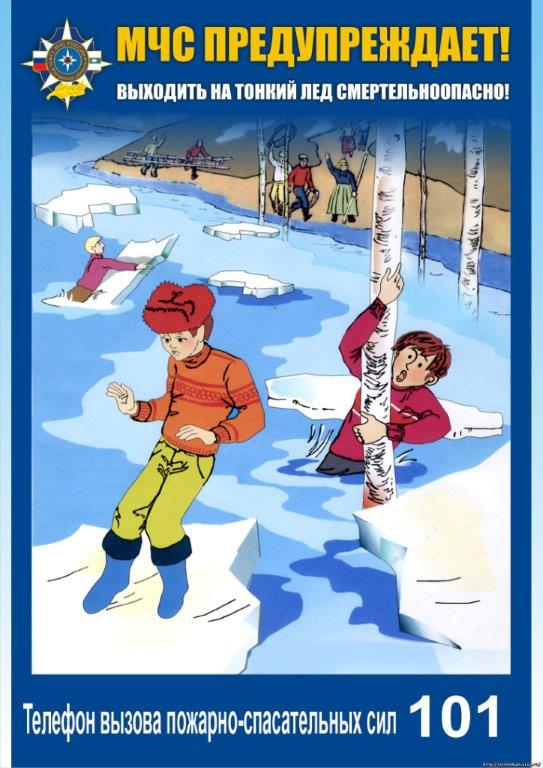 МЧС ПРЕДУПРЕЖДАЕТ!
ВЫХОДИТЬ НА ТОНКИЙ ЛЕД СМЕРТЕЛЬНООПАСНО!
Телефон вызова пожарно-спасательных сил 101